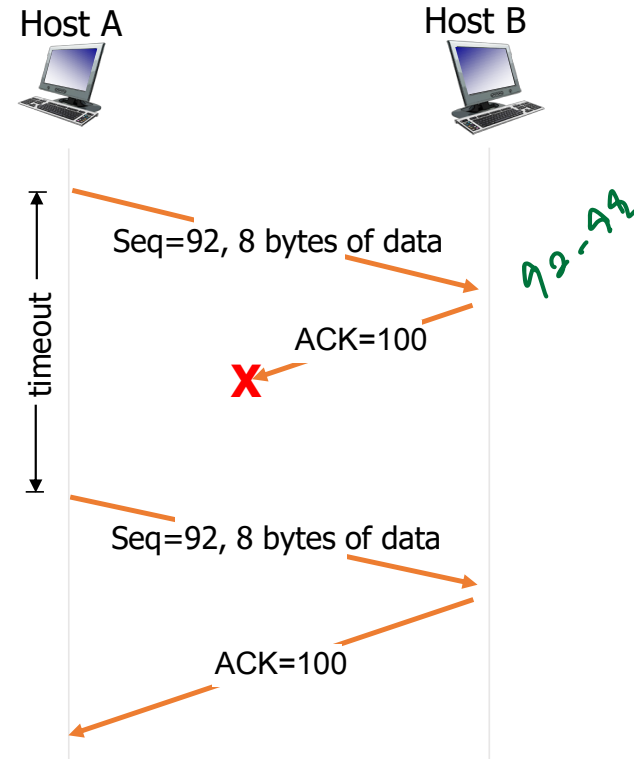 Host A
Host B
Seq=92, 8 bytes of data
92-98
ACK=100
timeout
X
Seq=92, 8 bytes of data
ACK=100